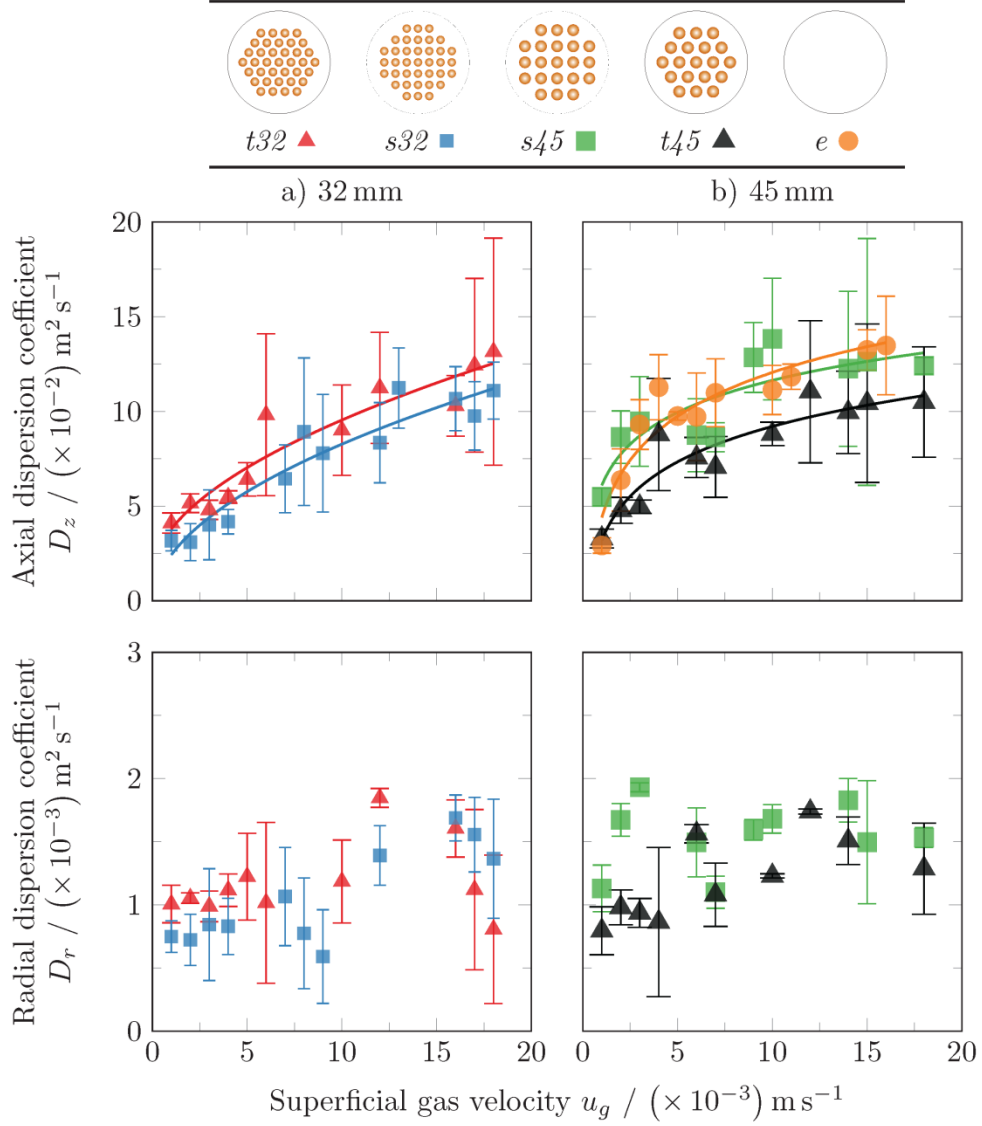 t32 s32 s45 t45 e
a) 32 mm b) 45 mm
Axial dispersion coefficient
D_z / (× 10⁻²) m² s⁻¹
20
15
10
5
0
Radial dispersion coefficient
D_r / (× 10⁻³) m² s⁻¹
3
2
1
0
0 5 10 15 20 0 5 10 15 20
Superficial gas velocity u_g / (× 10⁻³) m s⁻¹